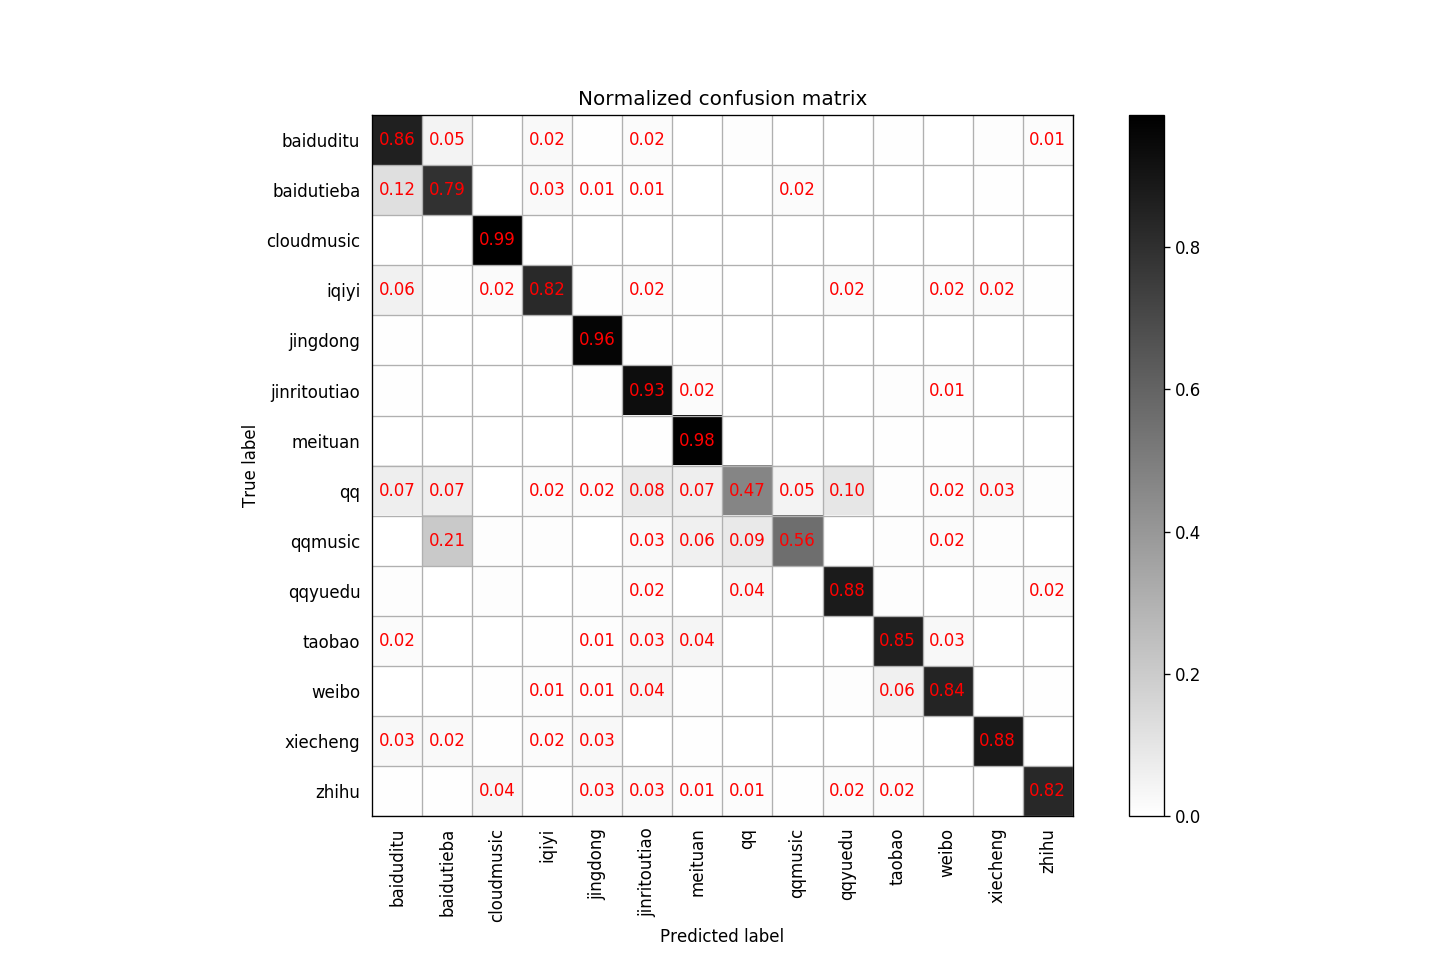 Normalized confusion matrix
baiduditu 0.86 0.05 0.02 0.02 0.01
baidutieba 0.12 0.79 0.03 0.01 0.01 0.02
cloudmusic 0.99
iqiyi 0.06 0.02 0.82 0.02 0.02 0.02 0.02
jingdong 0.96
jinritoutiao 0.93 0.02 0.01
meituan 0.98
qq 0.07 0.07 0.02 0.02 0.08 0.07 0.47 0.05 0.10 0.02 0.03
qqmusic 0.21 0.03 0.06 0.09 0.56 0.02
qqyuedu 0.02 0.04 0.88 0.02
taobao 0.02 0.01 0.03 0.04 0.85 0.03
weibo 0.01 0.01 0.04 0.06 0.84
xiecheng 0.03 0.02 0.02 0.03 0.88
zhihu 0.04 0.03 0.03 0.01 0.01 0.02 0.02 0.82
True label
baiduditu baidutieba cloudmusic iqiyi jingdong jinritoutiao meituan qq qqmusic qqyuedu taobao weibo xiecheng zhihu
Predicted label
0.8
0.6
0.4
0.2
0.0